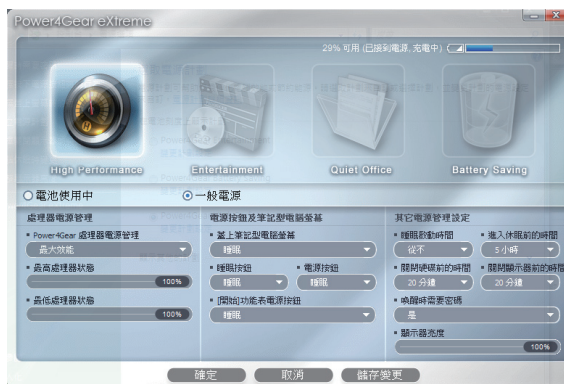 Power4Gear eXtreme
29% 可用 (已接到電源, 充電中)
High Performance
Entertainment
Quiet Office
Battery Saving
電池使用中
一般電源
處理器電源管理
Power4Gear 處理器電源管理
最大效能
最高處理器狀態
100%
最低處理器狀態
100%
電源按鈕及筆記型電腦螢幕
蓋上筆記型電腦螢幕
睡眠
睡眠按鈕
電源按鈕
睡眠
睡眠
[開始]功能表電源按鈕
睡眠
其它電源管理設定
睡眠啟動時間
進入休眠前的時間
從不
5 小時
關閉硬碟前的時間
關閉顯示器前的時間
20 分鐘
20 分鐘
喚醒時需要密碼
是
顯示器亮度
100%
確定
取消
儲存變更